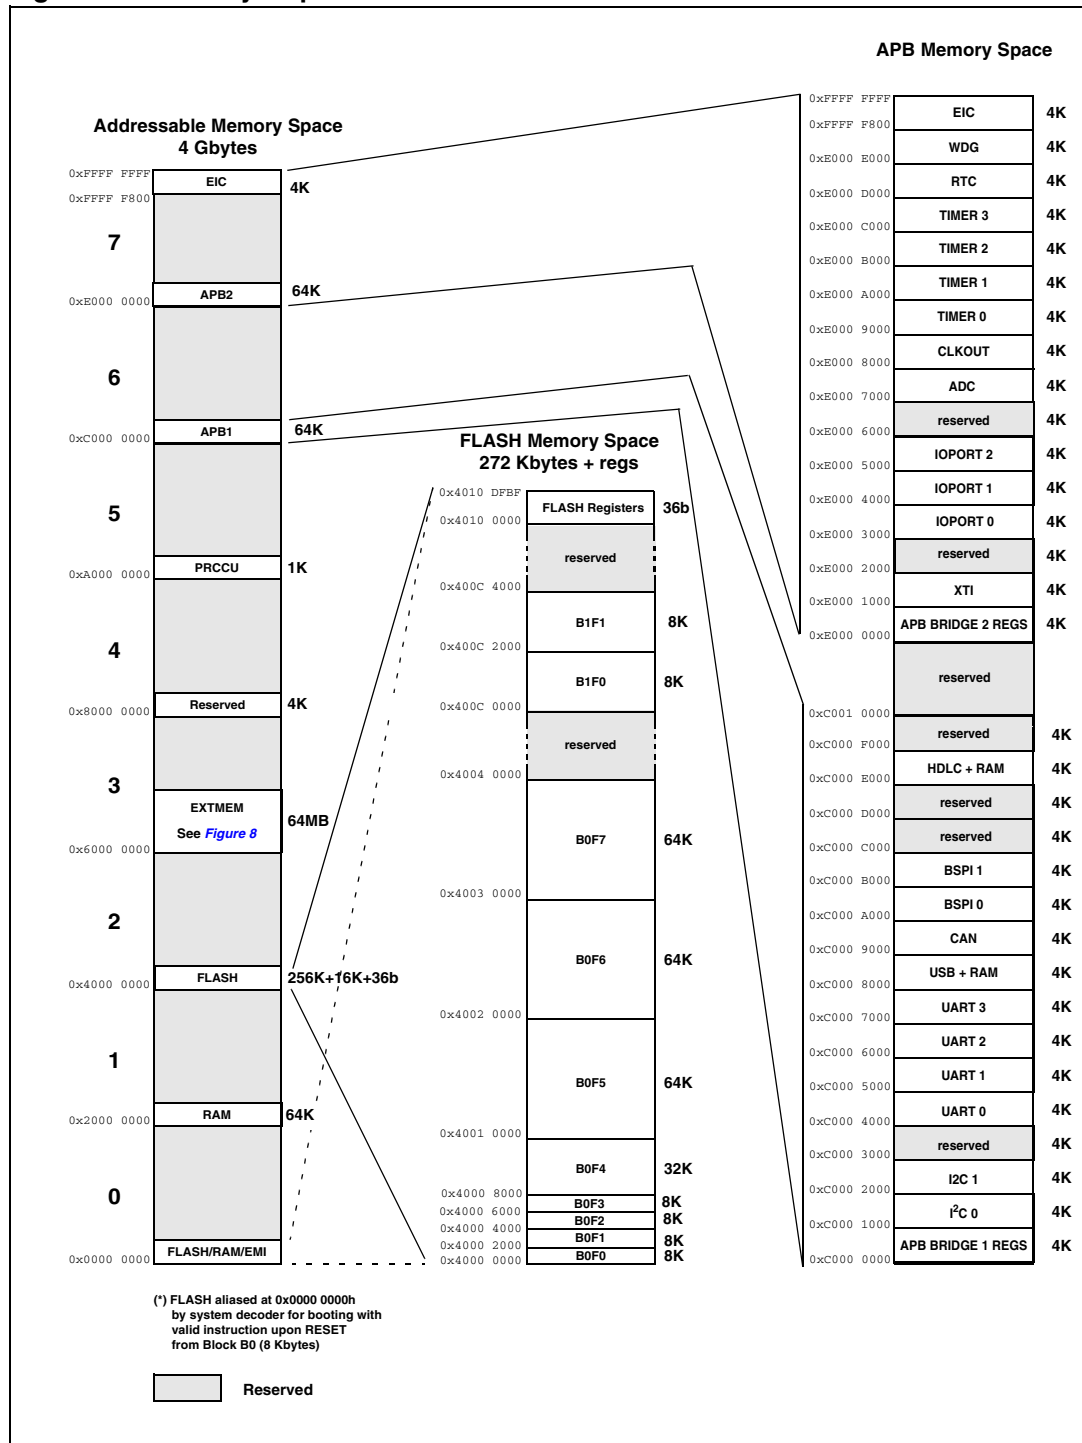 APB Memory Space
Addressable Memory Space
4 Gbytes
0xFFFF FFFF
EIC
4K
0xFFFF F800
7
APB2
64K
0xE000 0000
6
APB1
64K
0xC000 0000
5
PRCCU
1K
0xA000 0000
4
Reserved
4K
0x8000 0000
3
EXTMEM
See Figure 8
64MB
0x6000 0000
2
FLASH
256K+16K+36b
0x4000 0000
1
RAM
64K
0x2000 0000
0
FLASH/RAM/EMI
0x0000 0000
FLASH Memory Space
272 Kbytes + regs
0x4010 DFBF
FLASH Registers
36b
0x4010 0000
reserved
0x400C 4000
B1F1
8K
0x400C 2000
B1F0
8K
0x400C 0000
reserved
0x4004 0000
B0F7
64K
0x4003 0000
B0F6
64K
0x4002 0000
B0F5
64K
0x4001 0000
B0F4
32K
0x4000 8000
B0F3
8K
0x4000 6000
B0F2
8K
0x4000 4000
B0F1
8K
0x4000 2000
B0F0
8K
0x4000 0000
0xFFFF FFFF
EIC
4K
0xFFFF F800
WDG
4K
0xE000 E000
RTC
4K
0xE000 D000
TIMER 3
4K
0xE000 C000
TIMER 2
4K
0xE000 B000
TIMER 1
4K
0xE000 A000
TIMER 0
4K
0xE000 9000
CLKOUT
4K
0xE000 8000
ADC
4K
0xE000 7000
reserved
4K
0xE000 6000
IOPORT 2
4K
0xE000 5000
IOPORT 1
4K
0xE000 4000
IOPORT 0
4K
0xE000 3000
reserved
4K
0xE000 2000
XTI
4K
0xE000 1000
APB BRIDGE 2 REGS
4K
0xE000 0000
reserved
0xC001 0000
reserved
4K
0xC000 F000
HDLC + RAM
4K
0xC000 E000
reserved
4K
0xC000 D000
reserved
4K
0xC000 C000
BSPI 1
4K
0xC000 B000
BSPI 0
4K
0xC000 A000
CAN
4K
0xC000 9000
USB + RAM
4K
0xC000 8000
UART 3
4K
0xC000 7000
UART 2
4K
0xC000 6000
UART 1
4K
0xC000 5000
UART 0
4K
0xC000 4000
reserved
4K
0xC000 3000
I2C 1
4K
0xC000 2000
I²C 0
4K
0xC000 1000
APB BRIDGE 1 REGS
4K
0xC000 0000
(*) FLASH aliased at 0x0000 0000h
by system decoder for booting with
valid instruction upon RESET
from Block B0 (8 Kbytes)
Reserved